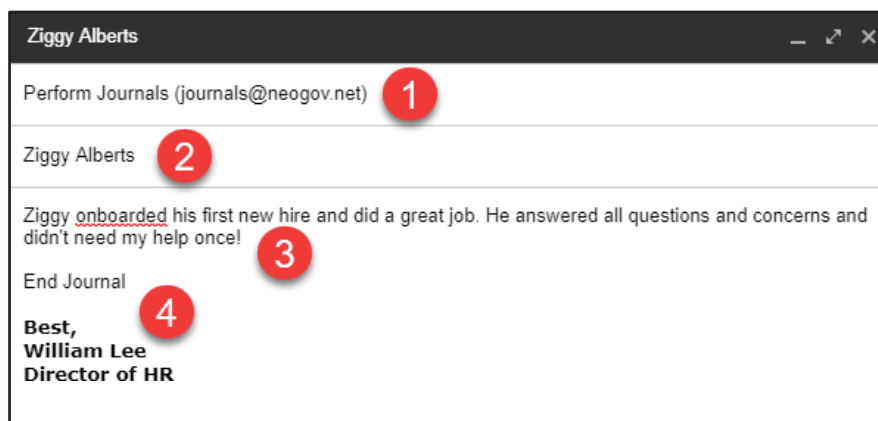 Ziggy Alberts
Perform Journals (journals@neogov.net) 1
Ziggy Alberts 2
Ziggy onboarded his first new hire and did a great job. He answered all questions and concerns and
didn't need my help once! 3
End Journal
4
Best,
William Lee
Director of HR